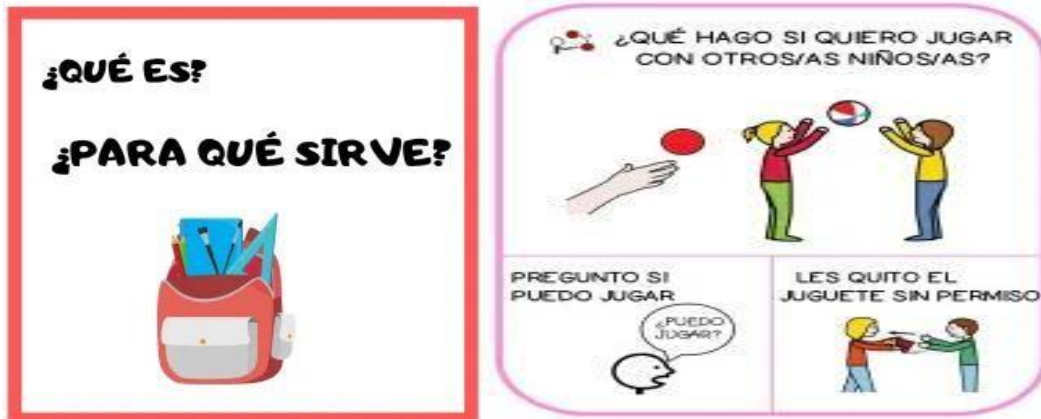 ¿QUÉ ES?
¿PARA QUÉ SIRVE?
¿QUÉ HAGO SI QUIERO JUGAR
CON OTROS/AS NIÑOS/AS?
PREGUNTO SI
PUEDO JUGAR
¿PUEDO
JUGAR?
LES QUITO EL
JUGUETE SIN PERMISO